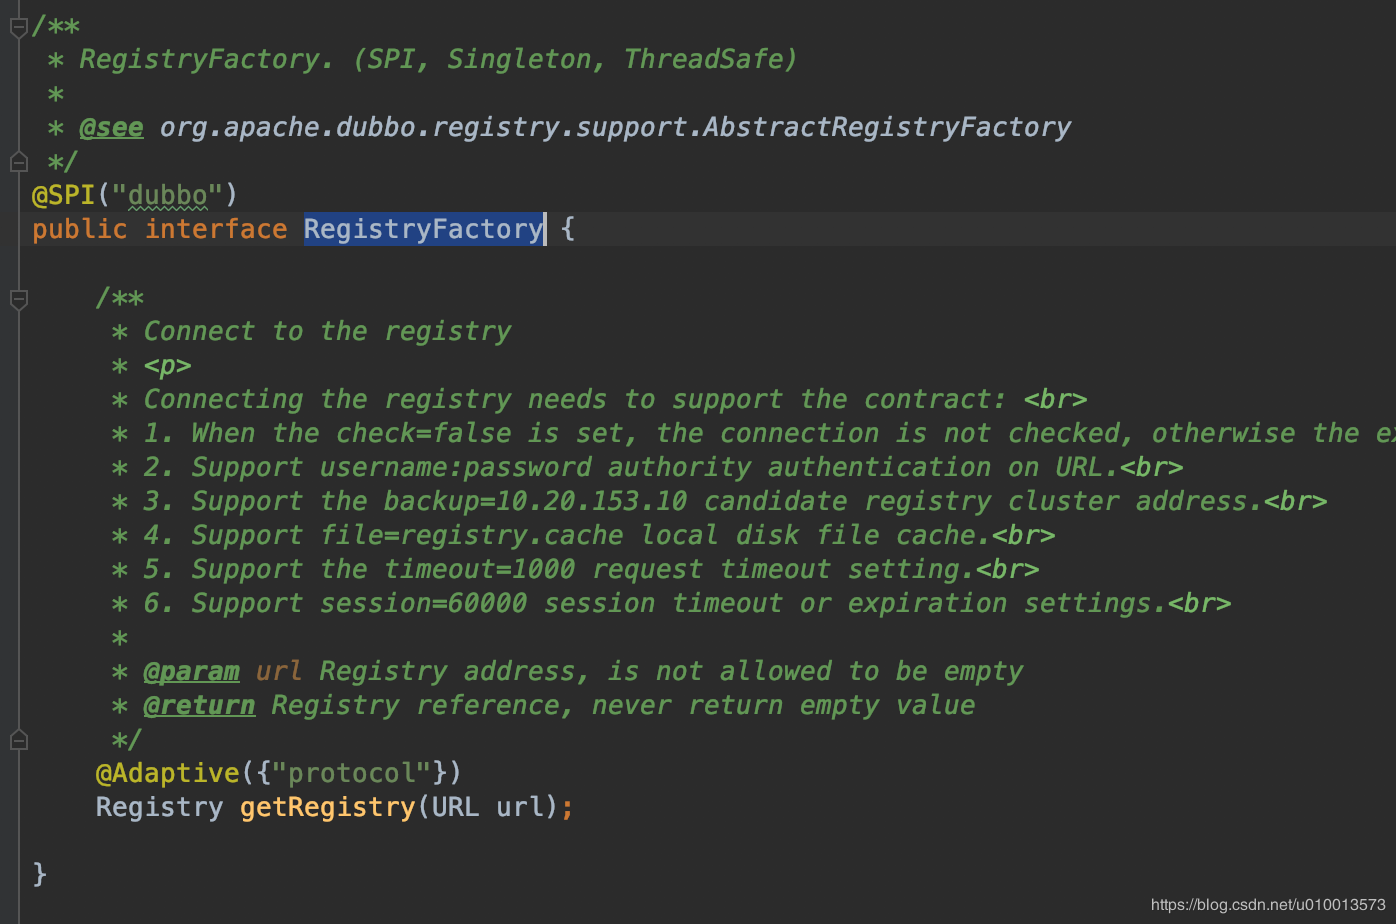 /**
 * RegistryFactory. (SPI, Singleton, ThreadSafe)
 *
 * @see org.apache.dubbo.registry.support.AbstractRegistryFactory
 */
@SPI("dubbo")
public interface RegistryFactory {
    /**
     * Connect to the registry
     * <p>
     * Connecting the registry needs to support the contract: <br>
     * 1. When the check=false is set, the connection is not checked, otherwise the
     * 2. Support username:password authority authentication on URL.<br>
     * 3. Support the backup=10.20.153.10 candidate registry cluster address.<br>
     * 4. Support file=registry.cache local disk file cache.<br>
     * 5. Support the timeout=1000 request timeout setting.<br>
     * 6. Support session=60000 session timeout or expiration settings.<br>
     *
     * @param url Registry address, is not allowed to be empty
     * @return Registry reference, never return empty value
     */
    @Adaptive({"protocol"})
    Registry getRegistry(URL url);
}
https://blog.csdn.net/u010013573